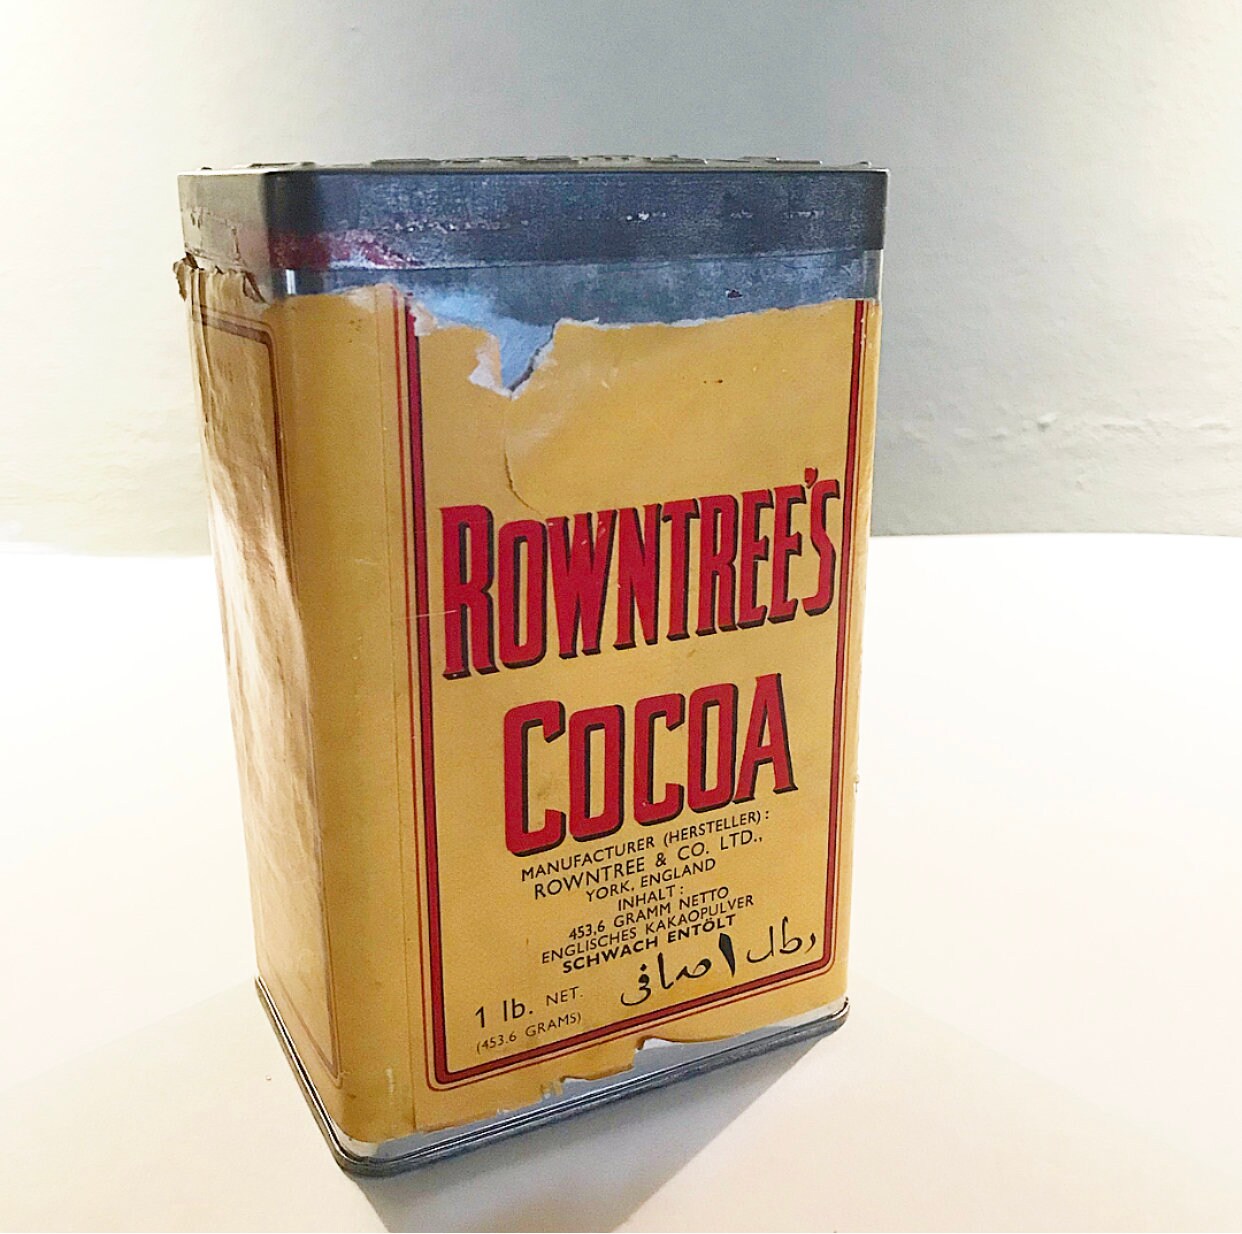 ROWNTREE'S
COCOA
MANUFACTURER (HERSTELLER) :
ROWNTREE & CO. LTD.,
YORK, ENGLAND
INHALT :
453,6 GRAMM NETTO
ENGLISCHES KAKAOPULVER
SCHWACH ENTÖLT
رطل ١ صافى
1 lb. NET.
(453.6 GRAMS)